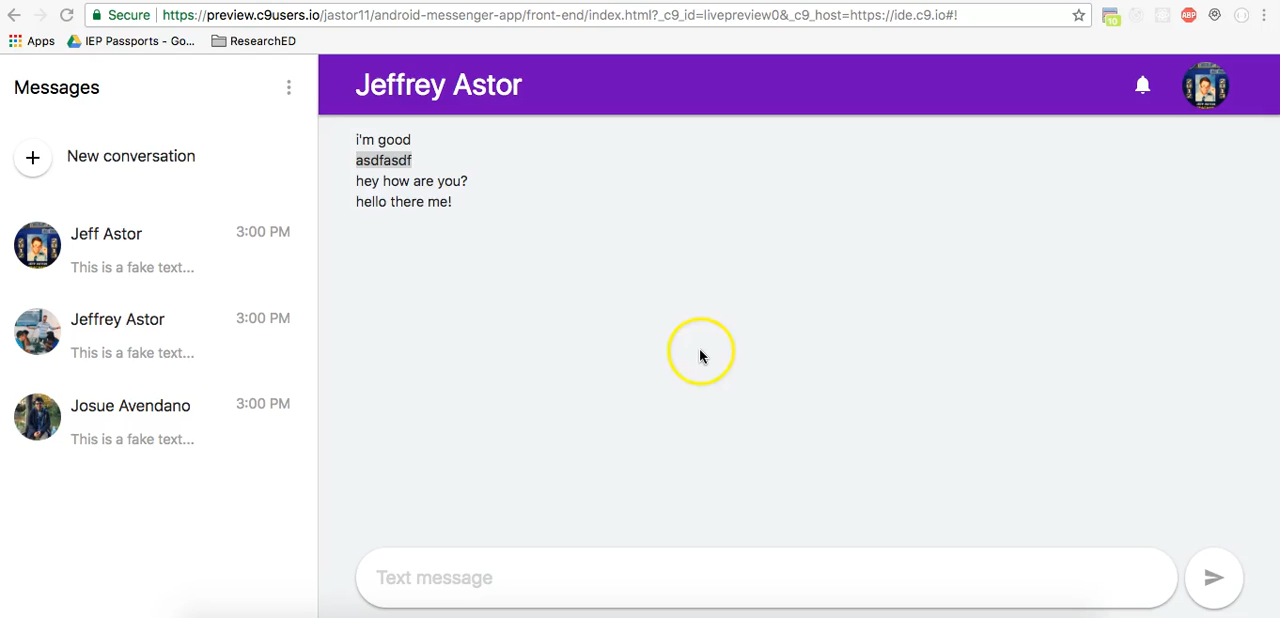 Secure https://preview.c9users.io/jastor11/android-messenger-app/front-end/index.html?_c9_id=livepreview0&_c9_host=https://ide.c9.io#!
10
ABP
Apps IEP Passports - Go... ResearchED
Messages
Jeffrey Astor
New conversation
i'm good
asdfasdf
hey how are you?
hello there me!
Jeff Astor 3:00 PM
This is a fake text...
Jeffrey Astor 3:00 PM
This is a fake text...
Josue Avendano 3:00 PM
This is a fake text...
Text message